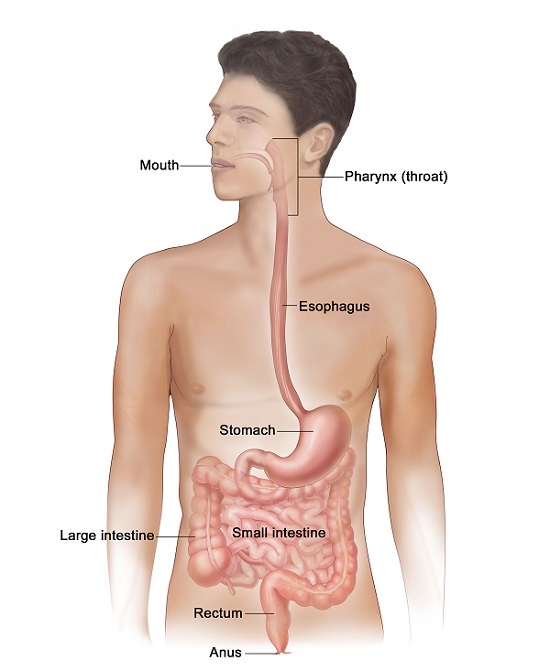 Mouth
Pharynx (throat)
Esophagus
Stomach
Large intestine
Small intestine
Rectum
Anus